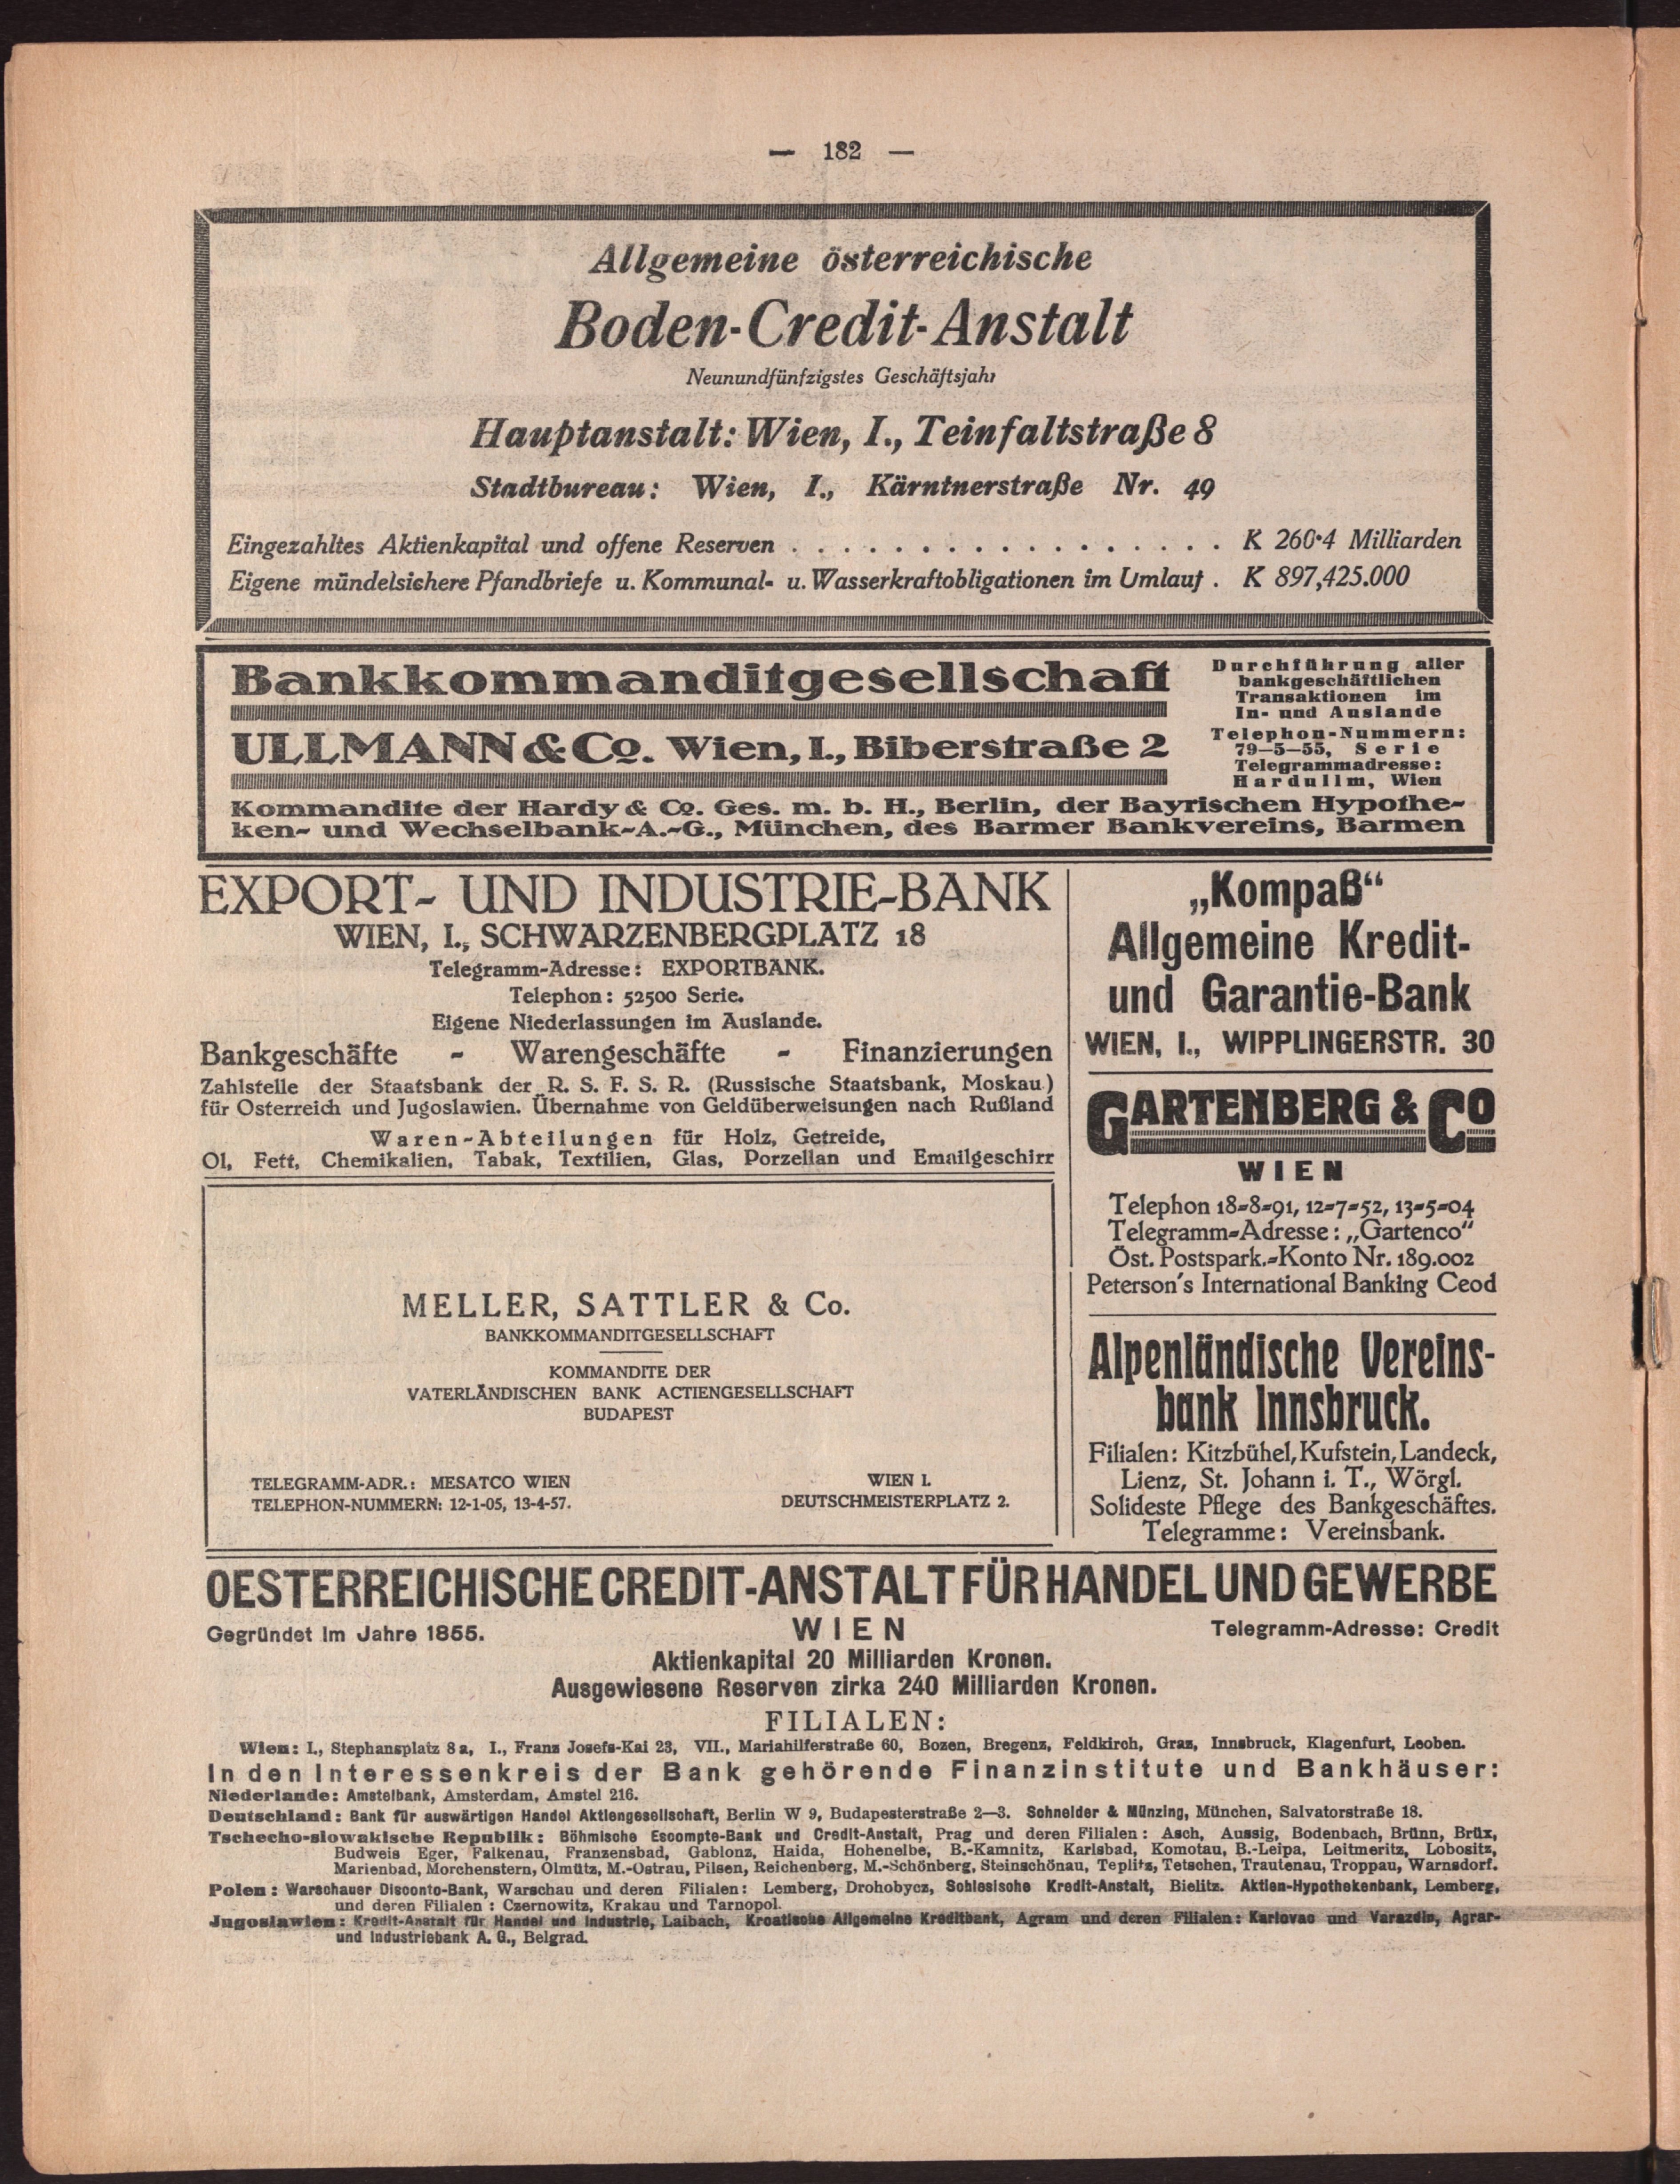 — 182 —
Allgemeine österreichische
Boden-Credit-Anstalt
Neunundfünfzigstes Geschäftsjahr
Hauptanstalt: Wien, I., Teinfaltstraße 8
Stadtbureau: Wien, I., Kärntnerstraße Nr. 49
Eingezahltes Aktienkapital und offene Reserven . . . . . . . . . . . . . . . . . K 260·4 Milliarden
Eigene mündelsichere Pfandbriefe u. Kommunal- u. Wasserkraftobligationen im Umlauf . K 897,425.000
Bankkommanditgesellschaft
ULLMANN & Co. Wien, I., Biberstraße 2
Durchführung aller
bankgeschäftlichen
Transaktionen im
In- und Auslande
Telephon-Nummern:
79—5—55, Serie
Telegrammadresse:
Hardullm, Wien
Kommandite der Hardy & Co. Ges. m. b. H., Berlin, der Bayrischen Hypothe-
ken- und Wechselbank-A.-G., München, des Barmer Bankvereins, Barmen
EXPORT- UND INDUSTRIE-BANK
WIEN, I., SCHWARZENBERGPLATZ 18
Telegramm-Adresse: EXPORTBANK.
Telephon: 52500 Serie.
Eigene Niederlassungen im Auslande.
Bankgeschäfte - Warengeschäfte - Finanzierungen
Zahlstelle der Staatsbank der R. S. F. S. R. (Russische Staatsbank, Moskau)
für Osterreich und Jugoslawien. Übernahme von Geldüberweisungen nach Rußland
Waren-Abteilungen für Holz, Getreide,
Ol, Fett, Chemikalien, Tabak, Textilien, Glas, Porzellan und Emailgeschirr
MELLER, SATTLER & Co.
BANKKOMMANDITGESELLSCHAFT
KOMMANDITE DER
VATERLÄNDISCHEN BANK ACTIENGESELLSCHAFT
BUDAPEST
TELEGRAMM-ADR.: MESATCO WIEN
TELEPHON-NUMMERN: 12-1-05, 13-4-57.
WIEN I.
DEUTSCHMEISTERPLATZ 2.
„Kompaß“
Allgemeine Kredit-
und Garantie-Bank
WIEN, I., WIPPLINGERSTR. 30
GARTENBERG & CO
WIEN
Telephon 18-8-91, 12-7-52, 13-5-04
Telegramm-Adresse: „Gartenco“
Öst. Postspark.-Konto Nr. 189.002
Peterson's International Banking Ceod
Alpenländische Vereins-
bank Innsbruck.
Filialen: Kitzbühel, Kufstein, Landeck,
Lienz, St. Johann i. T., Wörgl.
Solideste Pflege des Bankgeschäftes.
Telegramme: Vereinsbank.
OESTERREICHISCHE CREDIT-ANSTALT FÜR HANDEL UND GEWERBE
Gegründet im Jahre 1855. WIEN Telegramm-Adresse: Credit
Aktienkapital 20 Milliarden Kronen.
Ausgewiesene Reserven zirka 240 Milliarden Kronen.
FILIALEN:
Wien: I., Stephansplatz 8a, I., Franz Josefs-Kai 23, VII., Mariahilferstraße 60, Bozen, Bregenz, Feldkirch, Graz, Innsbruck, Klagenfurt, Leoben.
In den Interessenkreis der Bank gehörende Finanzinstitute und Bankhäuser:
Niederlande: Amstelbank, Amsterdam, Amstel 216.
Deutschland: Bank für auswärtigen Handel Aktiengesellschaft, Berlin W 9, Budapesterstraße 2—3. Schneider & Münzing, München, Salvatorstraße 18.
Tschecho-slowakische Republik: Böhmische Escompte-Bank und Credit-Anstalt, Prag und deren Filialen: Asch, Aussig, Bodenbach, Brünn, Brüx,
Budweis Eger, Falkenau, Franzensbad, Gablonz, Haida, Hohenelbe, B.-Kamnitz, Karlsbad, Komotau, B.-Leipa, Leitmeritz, Lobositz,
Marienbad, Morchenstern, Olmütz, M.-Ostrau, Pilsen, Reichenberg, M.-Schönberg, Steinschönau, Teplitz, Tetschen, Trautenau, Troppau, Warnsdorf.
Polen: Warschauer Disconto-Bank, Warschau und deren Filialen: Lemberg, Drohobycz, Schlesische Kredit-Anstalt, Bielitz. Aktien-Hypothekenbank, Lemberg,
und deren Filialen: Czernowitz, Krakau und Tarnopol.
Jugoslawien: Kredit-Anstalt für Handel und Industrie, Laibach, Kroatische Allgemeine Kreditbank, Agram und deren Filialen: Karlovac und Varazdin, Agrar-
und Industriebank A. G., Belgrad.